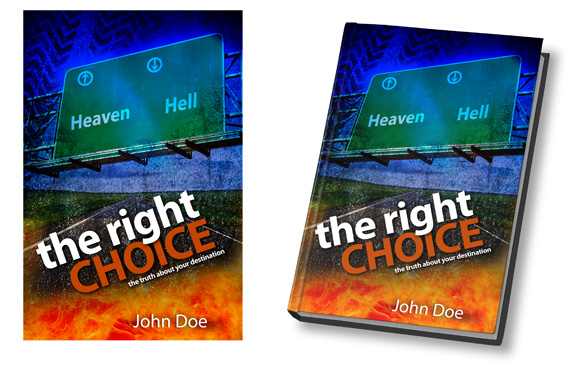 Heaven
Hell
the right
CHOICE
the truth about your destination
John Doe
Heaven
Hell
the right
CHOICE
the truth about your destination
John Doe